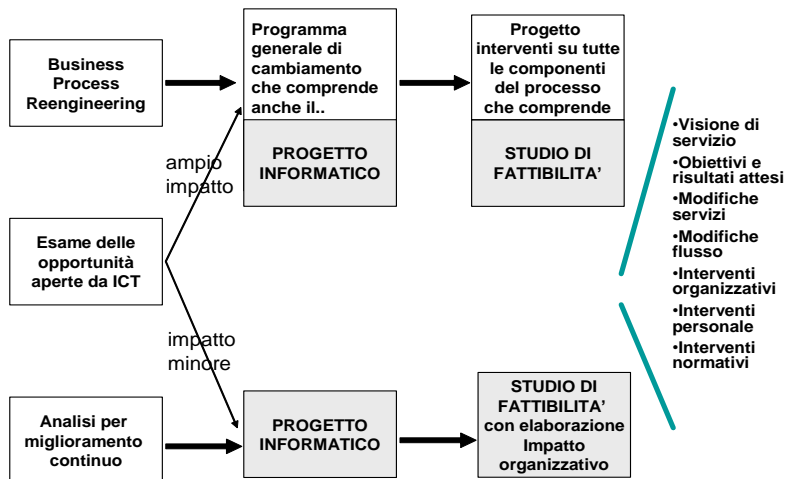 Business
Process
Reengineering
Programma
generale di
cambiamento
che comprende
anche il..
PROGETTO
INFORMATICO
Progetto
interventi su tutte
le componenti
del processo
che comprende
STUDIO DI
FATTIBILITA’
ampio
impatto
Esame delle
opportunità
aperte da ICT
impatto
minore
Analisi per
miglioramento
continuo
PROGETTO
INFORMATICO
STUDIO DI
FATTIBILITA’
con elaborazione
Impatto
organizzativo
•Visione di
servizio
•Obiettivi e
risultati attesi
•Modifiche
servizi
•Modifiche
flusso
•Interventi
organizzativi
•Interventi
personale
•Interventi
normativi